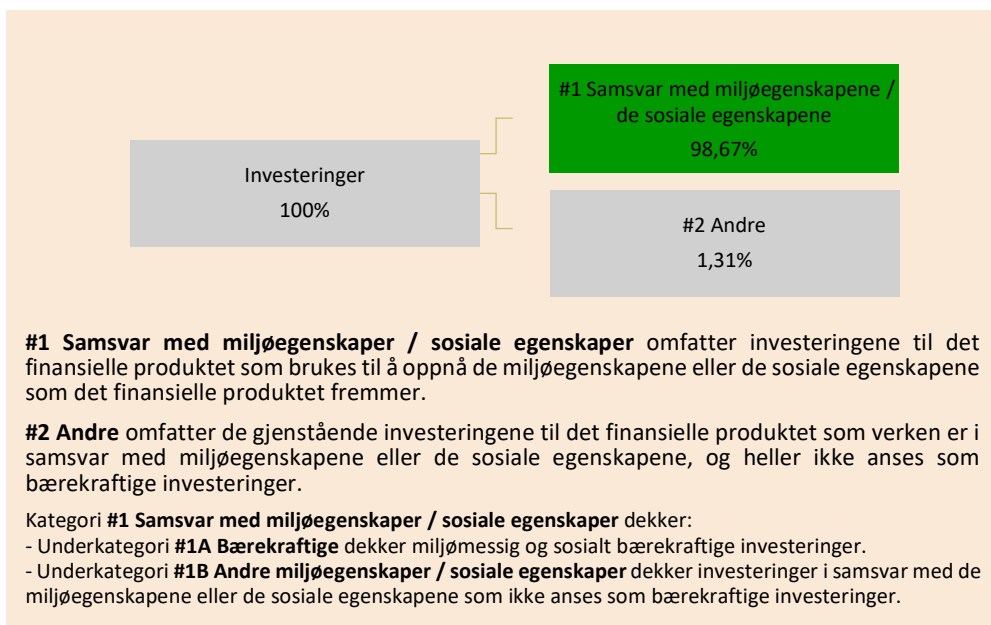 #1 Samsvar med miljøegenskapene /
de sosiale egenskapene
98,67%
Investeringer
100%
#2 Andre
1,31%
#1 Samsvar med miljøegenskaper / sosiale egenskaper omfatter investeringene til det
finansielle produktet som brukes til å oppnå de miljøegenskapene eller de sosiale egenskapene
som det finansielle produktet fremmer.
#2 Andre omfatter de gjenstående investeringene til det finansielle produktet som verken er i
samsvar med miljøegenskapene eller de sosiale egenskapene, og heller ikke anses som
bærekraftige investeringer.
Kategori #1 Samsvar med miljøegenskaper / sosiale egenskaper dekker:
- Underkategori #1A Bærekraftige dekker miljømessig og sosialt bærekraftige investeringer.
- Underkategori #1B Andre miljøegenskaper / sosiale egenskaper dekker investeringer i samsvar med de
miljøegenskapene eller de sosiale egenskapene som ikke anses som bærekraftige investeringer.